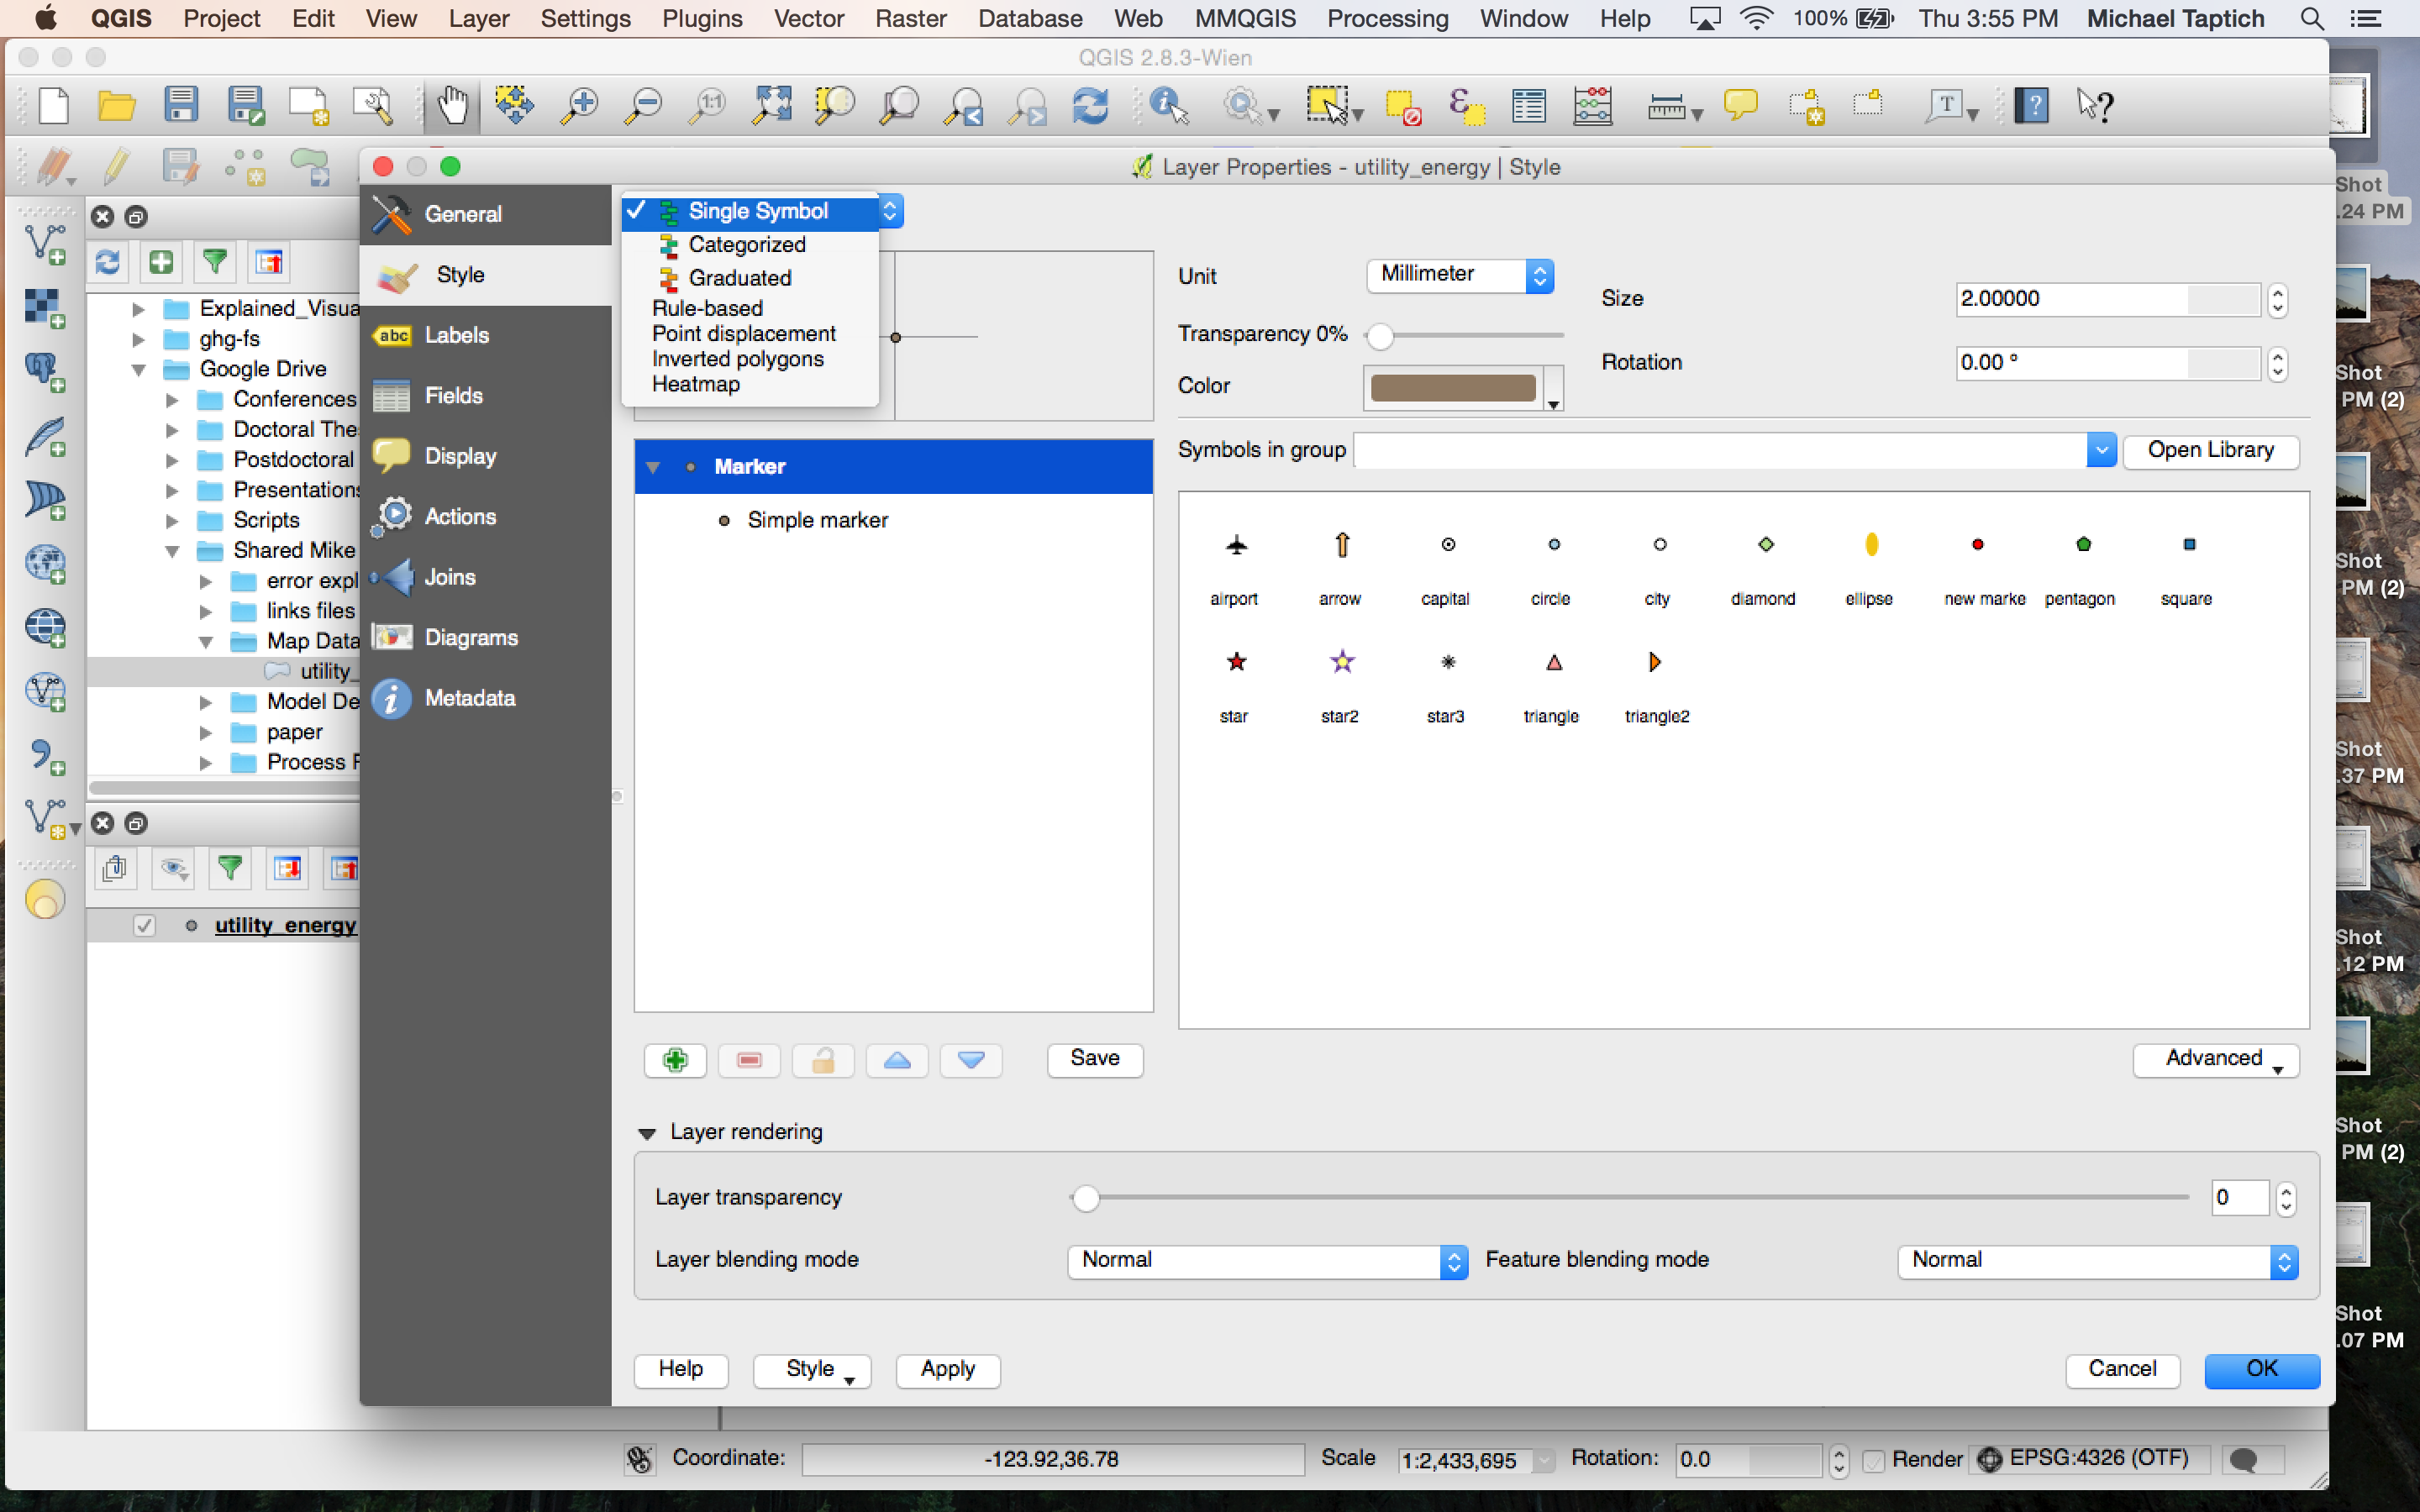 QGIS Project Edit View Layer Settings Plugins Vector Raster Database Web MMQGIS Processing Window Help 100% Thu 3:55 PM Michael Taptich
QGIS 2.8.3-Wien
1:1
T
?
?
Layer Properties - utility_energy | Style
Explained_Visua
ghg-fs
Google Drive
Conferences
Doctoral The
Postdoctoral
Presentations
Scripts
Shared Mike
error expl
links files
Map Data
utility_
Model De
paper
Process F
utility_energy
General
Style
abc Labels
Fields
Display
Actions
Joins
Diagrams
i Metadata
Single Symbol
Categorized
Graduated
Rule-based
Point displacement
Inverted polygons
Heatmap
Marker
Simple marker
Save
Unit Millimeter
Transparency 0%
Color
Size 2.00000
Rotation 0.00 °
Symbols in group Open Library
airport arrow capital circle city diamond ellipse new marke pentagon square
star star2 star3 triangle triangle2
Advanced
Layer rendering
Layer transparency 0
Layer blending mode Normal Feature blending mode Normal
Help Style Apply Cancel OK
Coordinate: -123.92,36.78 Scale 1:2,433,695 Rotation: 0.0 Render EPSG:4326 (OTF)
Shot
.24 PM
Shot
PM (2)
Shot
PM (2)
Shot
.37 PM
Shot
.12 PM
Shot
PM (2)
Shot
.07 PM